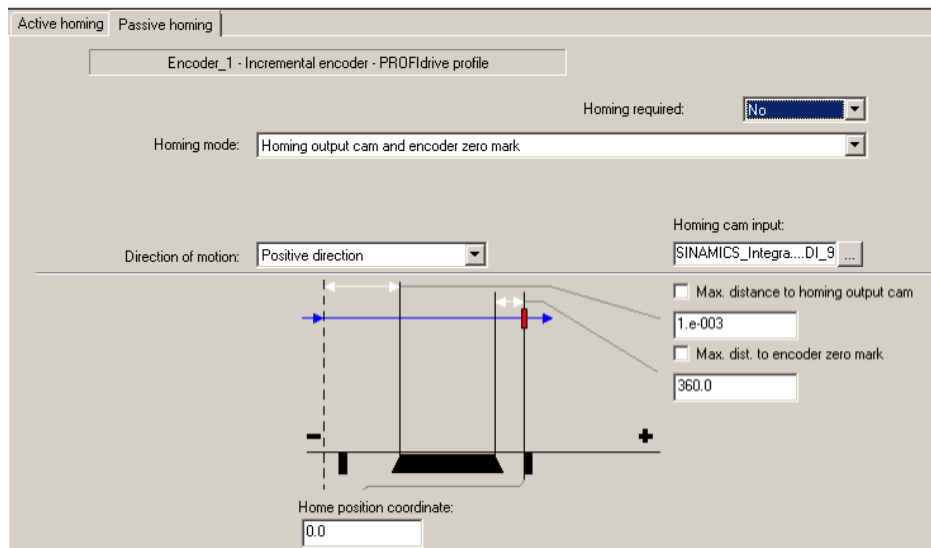 Active homing Passive homing
Encoder_1 - Incremental encoder - PROFIdrive profile
Homing required: No
Homing mode: Homing output cam and encoder zero mark
Homing cam input:
Direction of motion: Positive direction SINAMICS_Integra....DI_9 ...
Max. distance to homing output cam
1.e-003
Max. dist. to encoder zero mark
360.0
- +
Home position coordinate:
0.0